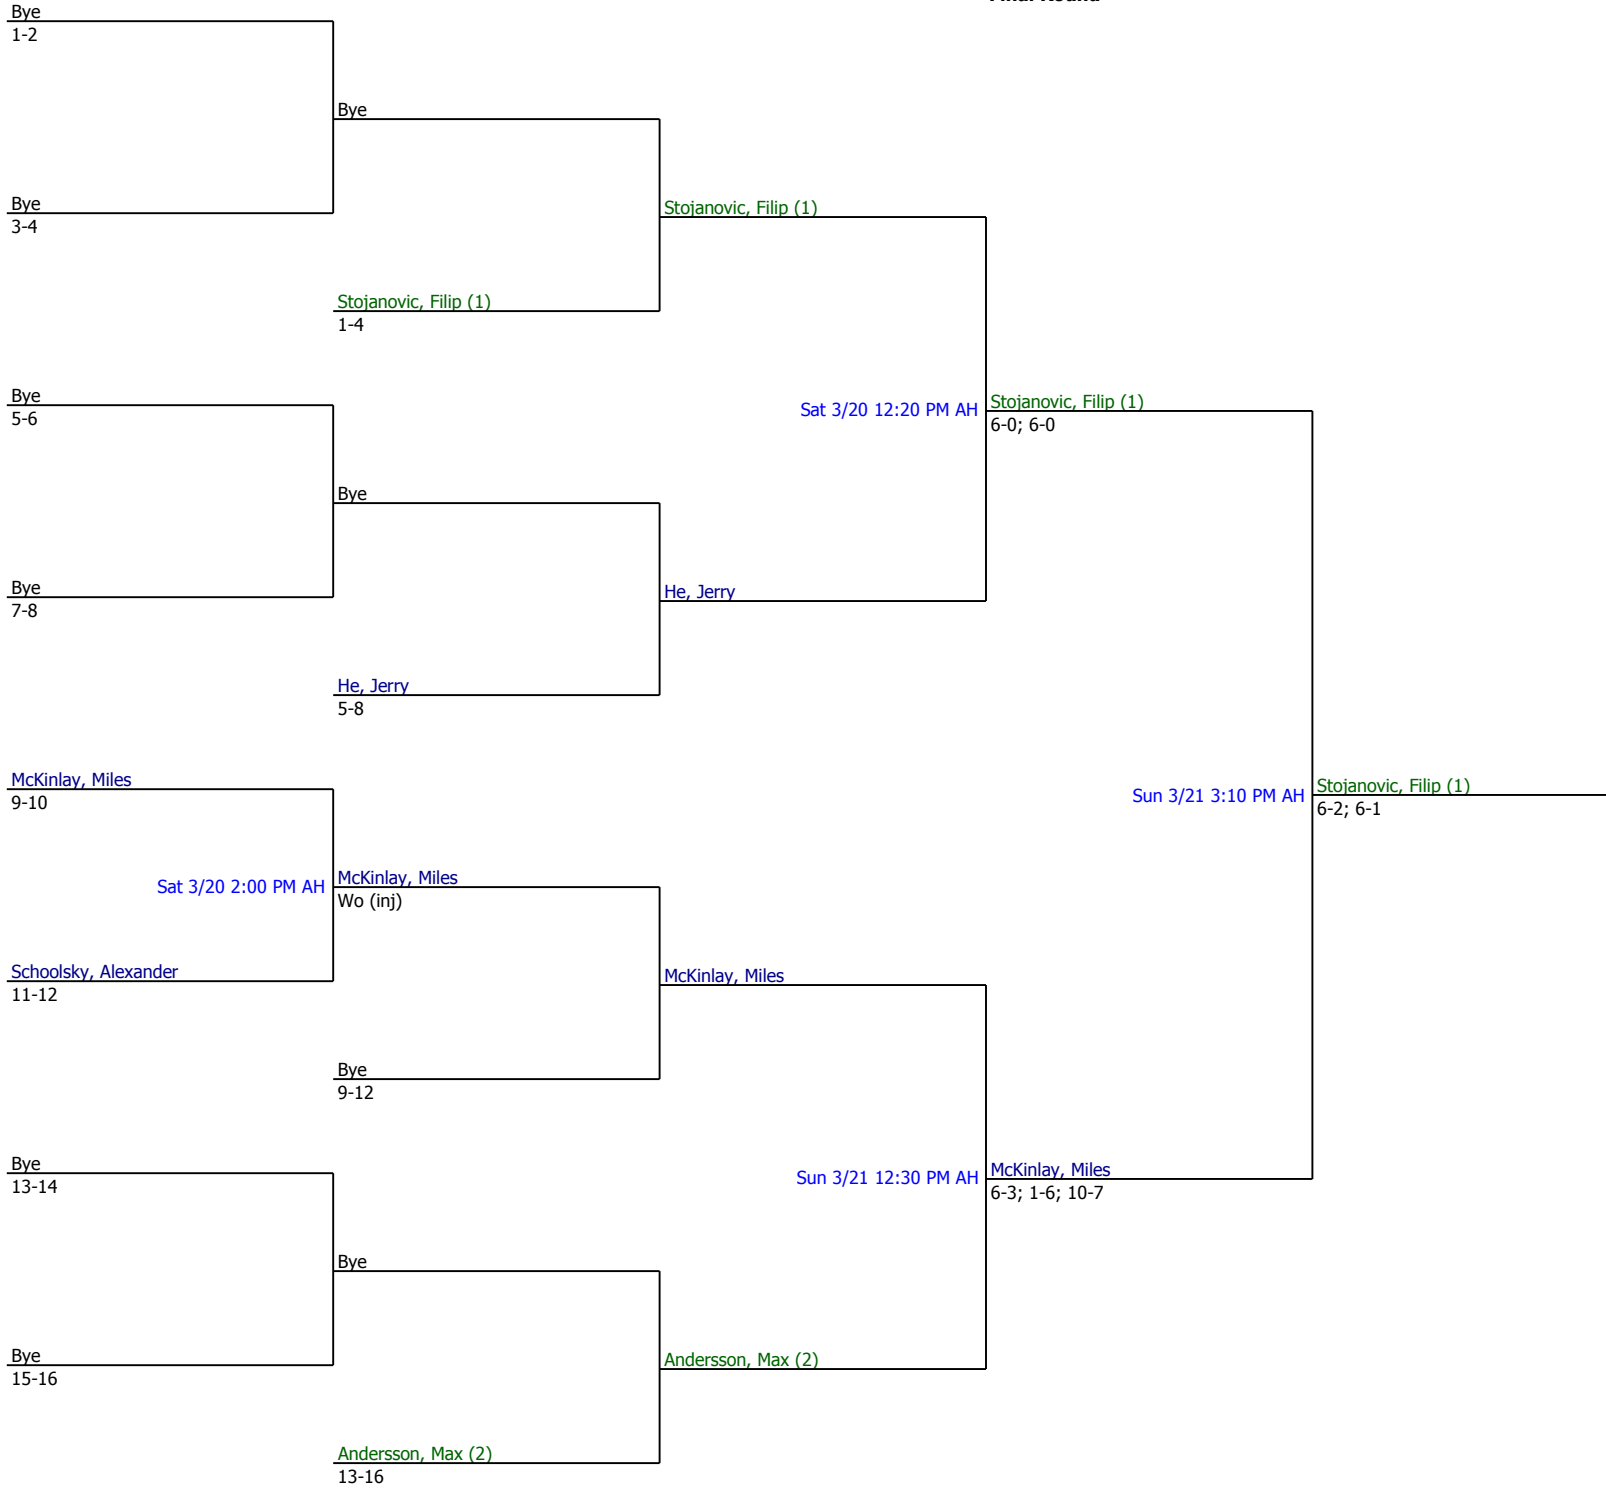 Final Round
Bye
1-2
Bye
Bye
3-4
Stojanovic, Filip (1)
Stojanovic, Filip (1)
1-4
Bye
5-6
Sat 3/20 12:20 PM AH
Stojanovic, Filip (1)
6-0; 6-0
Bye
Bye
7-8
He, Jerry
He, Jerry
5-8
McKinlay, Miles
9-10
Sun 3/21 3:10 PM AH
Stojanovic, Filip (1)
6-2; 6-1
Sat 3/20 2:00 PM AH
McKinlay, Miles
Wo (inj)
Schoolsky, Alexander
11-12
McKinlay, Miles
Bye
9-12
Bye
13-14
Sun 3/21 12:30 PM AH
McKinlay, Miles
6-3; 1-6; 10-7
Bye
Bye
15-16
Andersson, Max (2)
Andersson, Max (2)
13-16